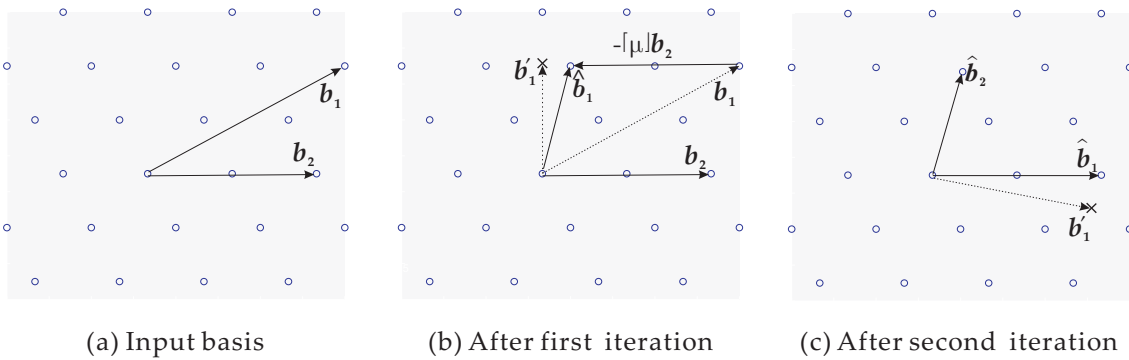 b₁
b₂
(a) Input basis
-⌈μ⌋b₂
b′₁
b̂₁
b₁
b₂
(b) After first iteration
b̂₂
b̂₁
b′₁
(c) After second iteration